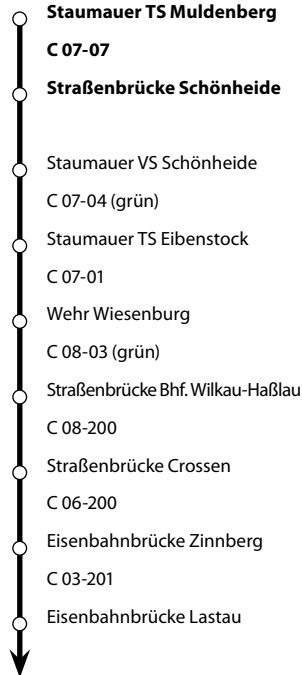 Staumauer TS Muldenberg
C 07-07
Straßenbrücke Schönheide
Staumauer VS Schönheide
C 07-04 (grün)
Staumauer TS Eibenstock
C 07-01
Wehr Wiesenburg
C 08-03 (grün)
Straßenbrücke Bhf. Wilkau-Haßlau
C 08-200
Straßenbrücke Crossen
C 06-200
Eisenbahnbrücke Zinnberg
C 03-201
Eisenbahnbrücke Lastau